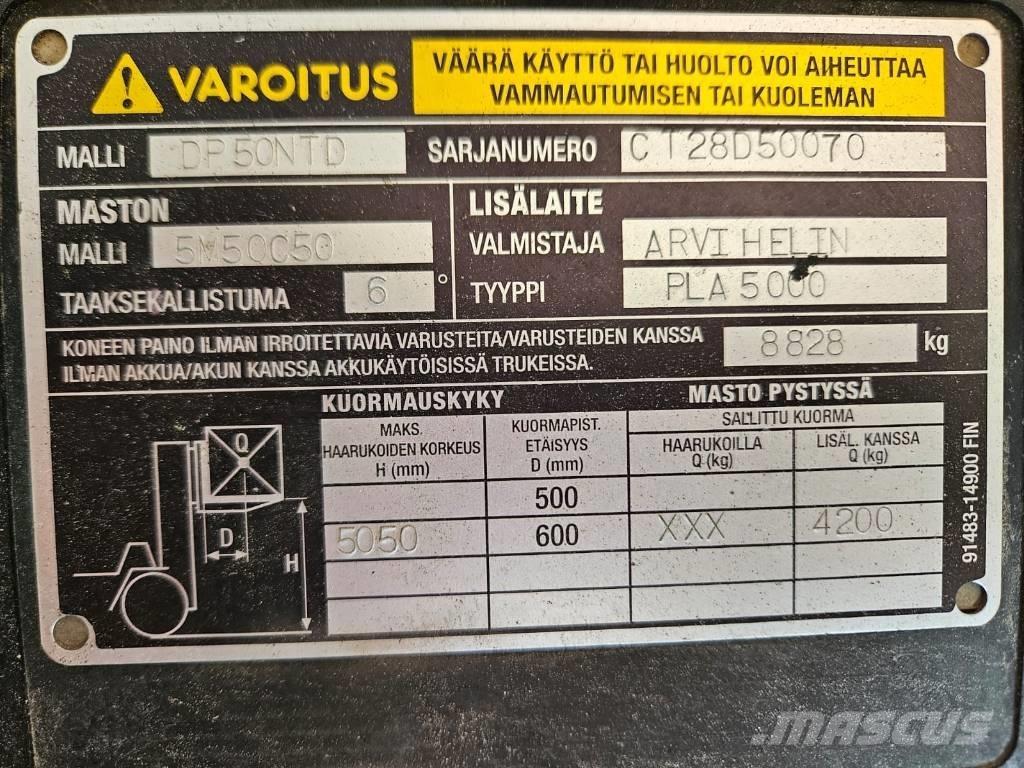 VAROITUS
VÄÄRÄ KÄYTTÖ TAI HUOLTO VOI AIHEUTTAA
VAMMAUTUMISEN TAI KUOLEMAN
MALLI DP50NTD SARJANUMERO CT28D50070
MASTON
MALLI 5M50C50
TAAKSEKALLISTUMA 6 °
LISÄLAITE
VALMISTAJA ARVI HELIN
TYYPPI PLA 5000
KONEEN PAINO ILMAN IRROITETTAVIA VARUSTEITA/VARUSTEIDEN KANSSA 8828 kg
ILMAN AKKUA/AKUN KANSSA AKKUKÄYTÖISISSÄ TRUKEISSA.
KUORMAUSKYKY MASTO PYSTYSSÄ
MAKS.
HAARUKOIDEN KORKEUS
H (mm)
KUORMAPIST.
ETÄISYYS
D (mm)
SALLITTU KUORMA
HAARUKOILLA
Q (kg)
LISÄL. KANSSA
Q (kg)
500
5050 600 XXX 4200
Q
D
H
91483-14900 FIN
MASCUS